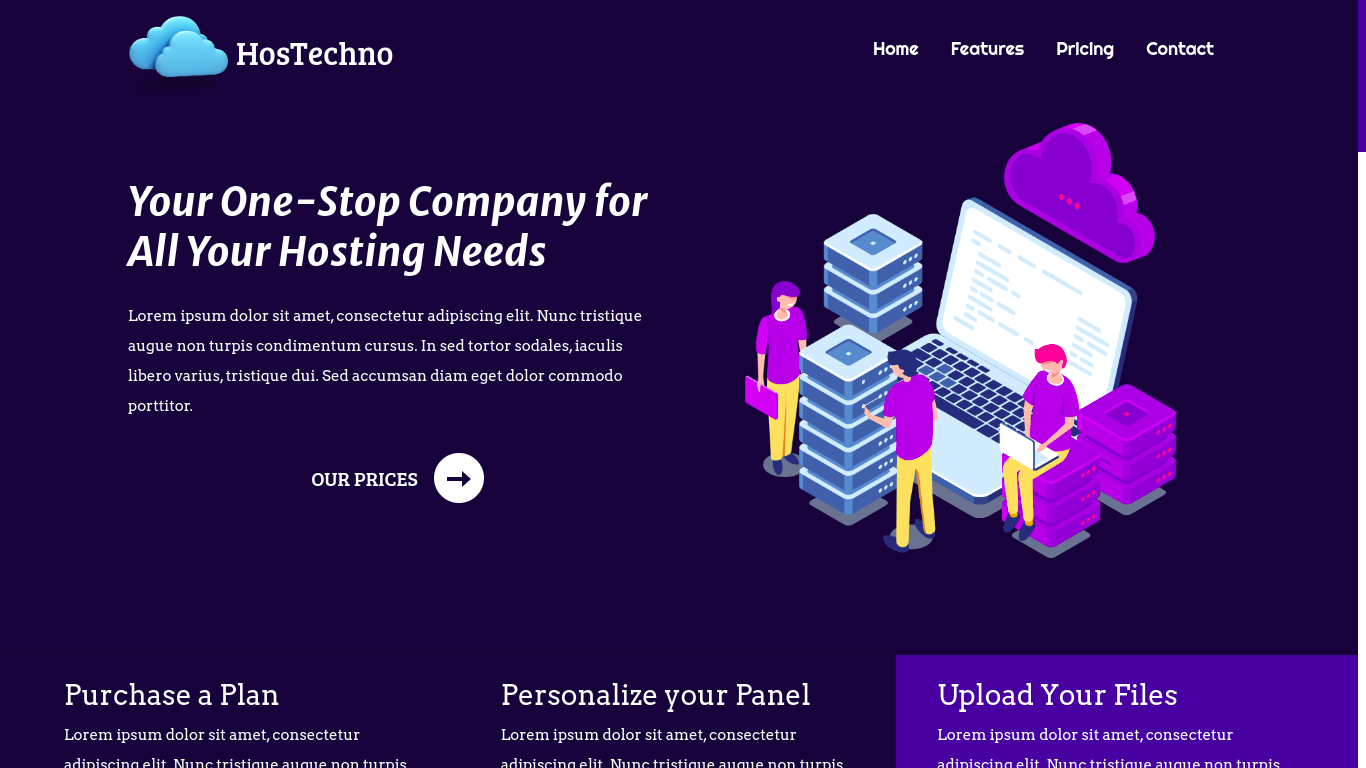 HosTechno
Home Features Pricing Contact
Your One-Stop Company for
All Your Hosting Needs
Lorem ipsum dolor sit amet, consectetur adipiscing elit. Nunc tristique
augue non turpis condimentum cursus. In sed tortor sodales, iaculis
libero varius, tristique dui. Sed accumsan diam eget dolor commodo
porttitor.
OUR PRICES
Purchase a Plan
Lorem ipsum dolor sit amet, consectetur
adipiscing elit. Nunc tristique augue non turpis
Personalize your Panel
Lorem ipsum dolor sit amet, consectetur
adipiscing elit. Nunc tristique augue non turpis
Upload Your Files
Lorem ipsum dolor sit amet, consectetur
adipiscing elit. Nunc tristique augue non turpis